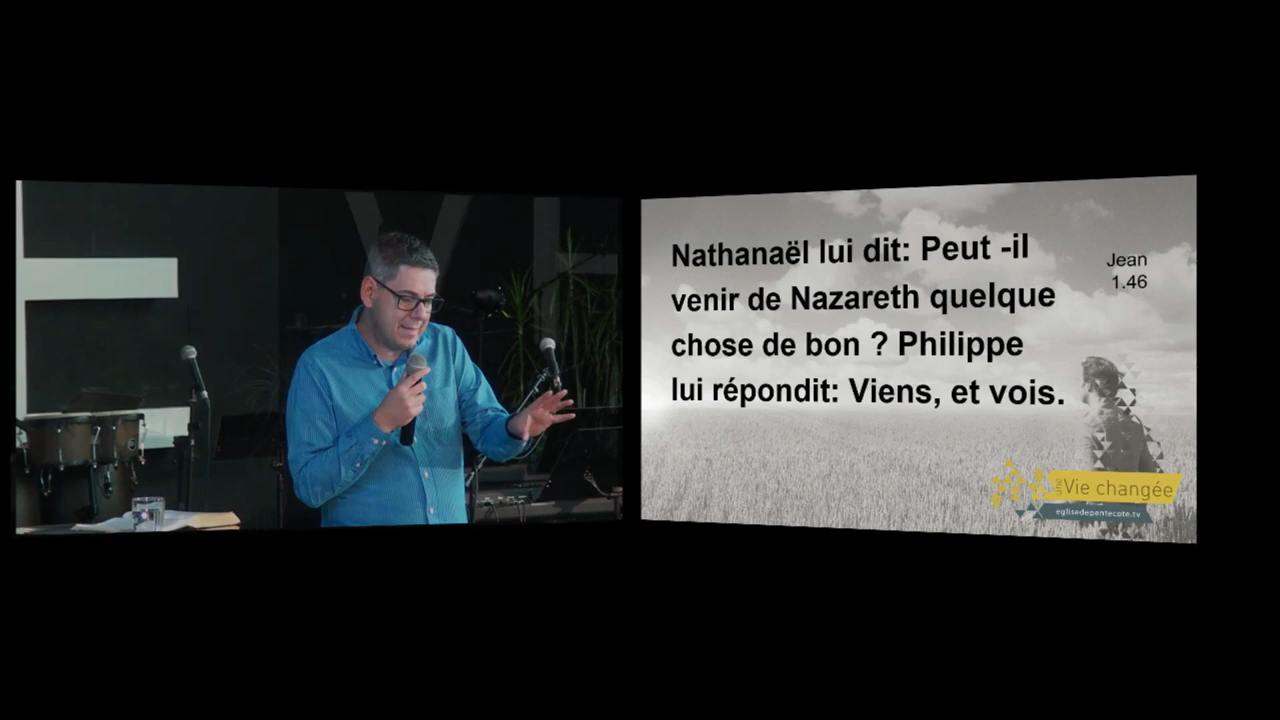 Nathanaël lui dit: Peut -il
venir de Nazareth quelque
chose de bon ? Philippe
lui répondit: Viens, et vois.
Jean
1.46
une Vie changée
eglisedepentecote.tv